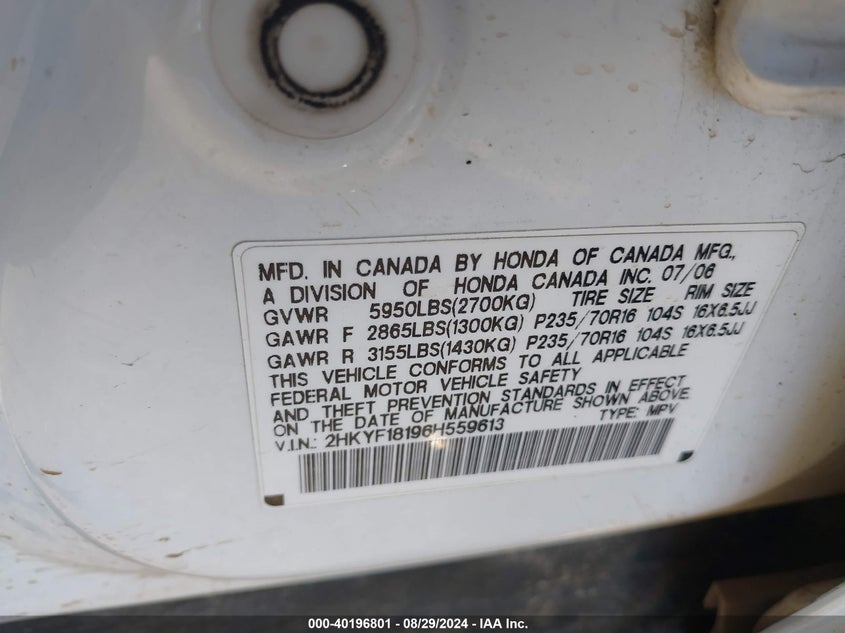 MFD. IN CANADA BY HONDA OF CANADA MFG.,
A DIVISION OF HONDA CANADA INC. 07/06
GVWR 5950LBS(2700KG) TIRE SIZE RIM SIZE
GAWR F 2865LBS(1300KG) P235/70R16 104S 16X6.5JJ
GAWR R 3155LBS(1430KG) P235/70R16 104S 16X6.5JJ
THIS VEHICLE CONFORMS TO ALL APPLICABLE
FEDERAL MOTOR VEHICLE SAFETY
AND THEFT PREVENTION STANDARDS IN EFFECT
ON THE DATE OF MANUFACTURE SHOWN ABOVE.
V.I.N.: 2HKYF18196H559613 TYPE: MPV
000-40196801 - 08/29/2024 - IAA Inc.